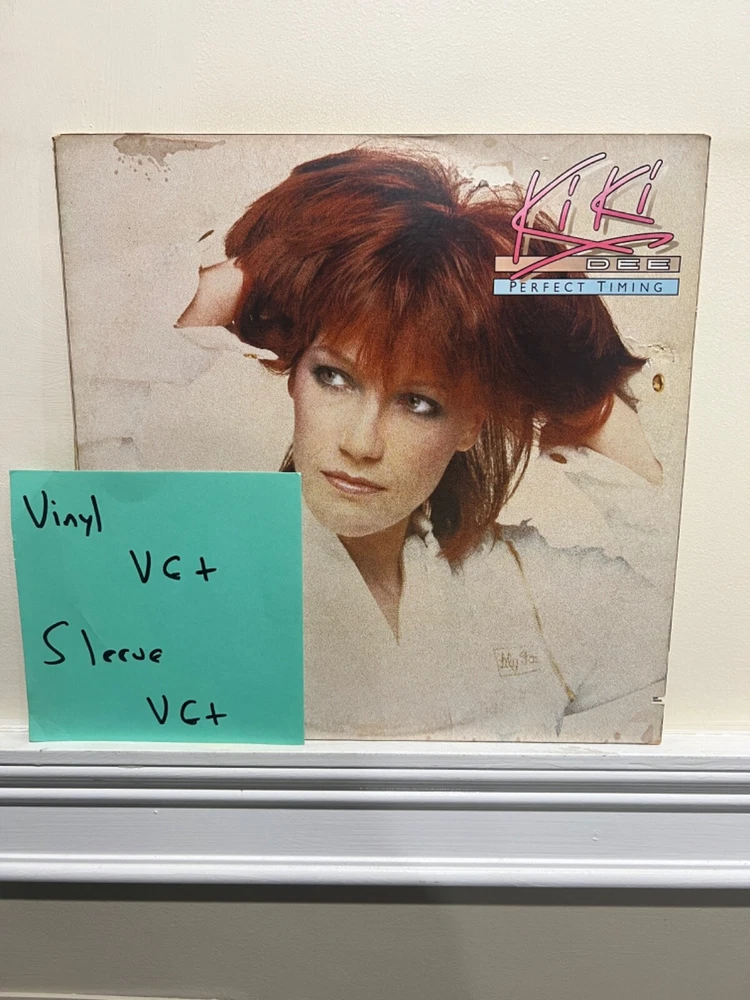 KiKi
DEE
PERFECT TIMING
Vinyl
VG+
Sleeve
VG+